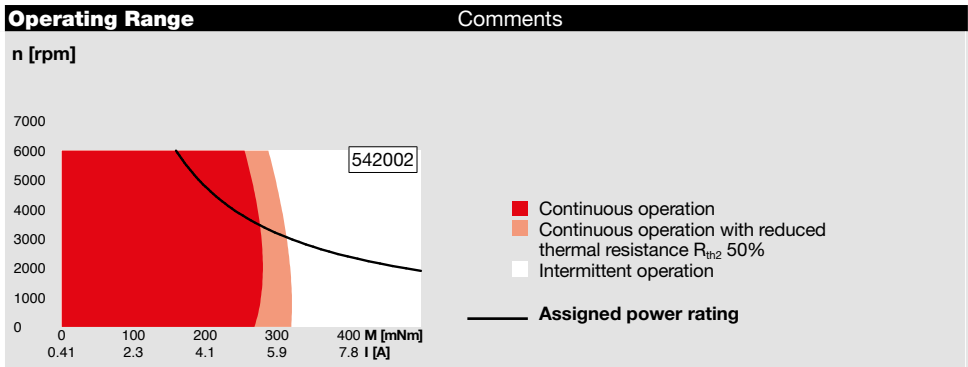 Operating Range Comments
n [rpm]
7000
6000
542002
5000
4000
3000
2000
1000
0
0 100 200 300 400 M [mNm]
0.41 2.3 4.1 5.9 7.8 I [A]
Continuous operation
Continuous operation with reduced
thermal resistance Rth2 50%
Intermittent operation
Assigned power rating